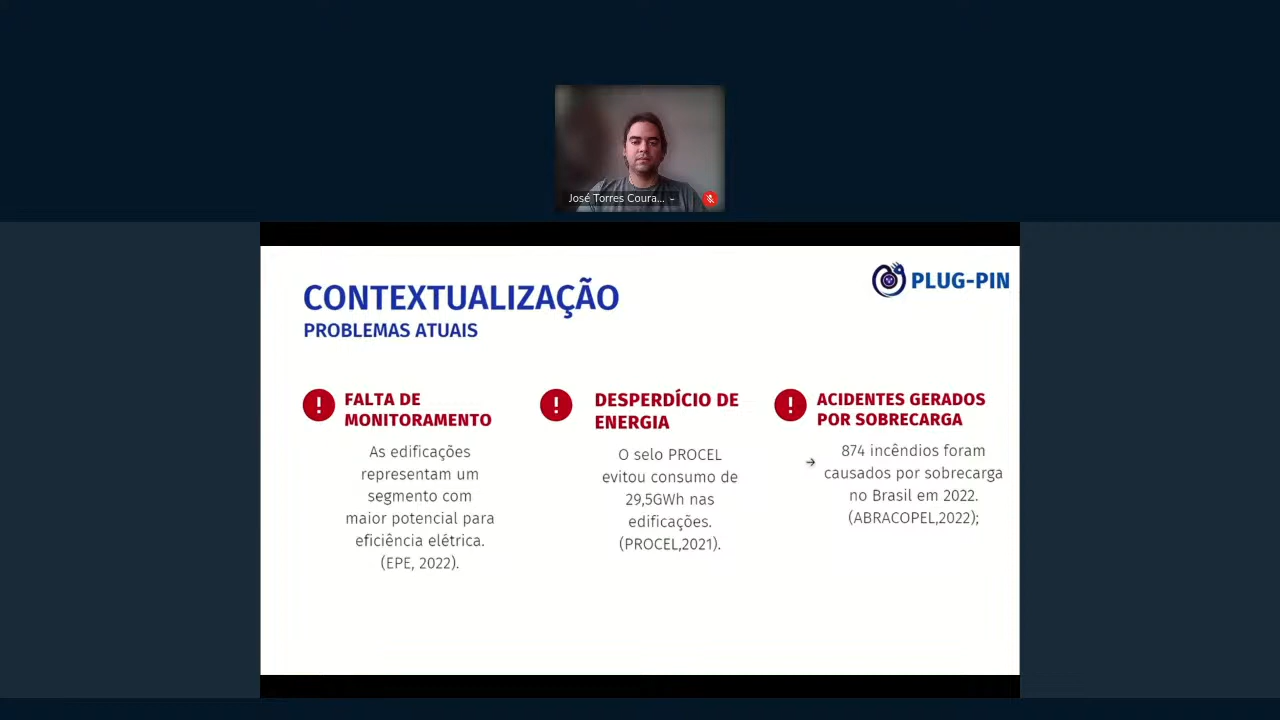 José Torres Coura...
CONTEXTUALIZAÇÃO
PROBLEMAS ATUAIS
PLUG-PIN
FALTA DE
MONITORAMENTO
As edificações
representam um
segmento com
maior potencial para
eficiência elétrica.
(EPE, 2022).
DESPERDÍCIO DE
ENERGIA
O selo PROCEL
evitou consumo de
29,5GWh nas
edificações.
(PROCEL,2021).
ACIDENTES GERADOS
POR SOBRECARGA
→ 874 incêndios foram
causados por sobrecarga
no Brasil em 2022.
(ABRACOPEL,2022);